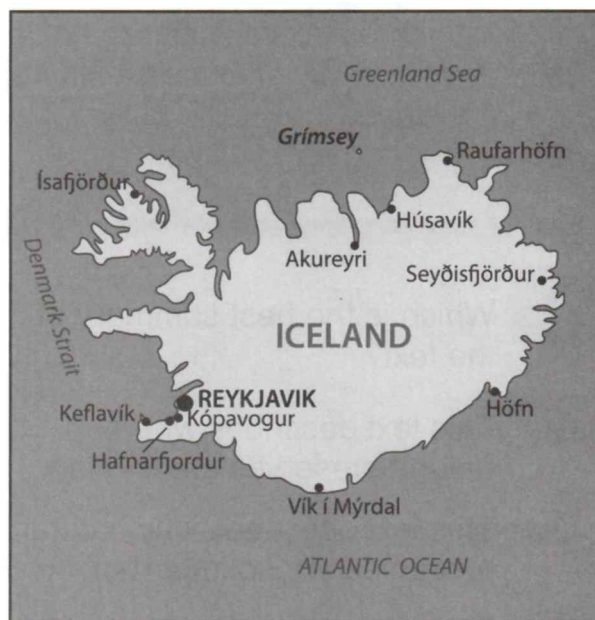 Greenland Sea
Grímsey
Raufarhöfn
Ísafjörður
Húsavík
Akureyri
Seyðisfjörður
Denmark Strait
ICELAND
REYKJAVIK
Höfn
Keflavík
Kópavogur
Hafnarfjordur
Vík í Mýrdal
ATLANTIC OCEAN